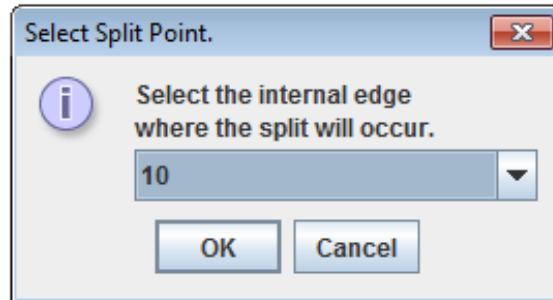 Select Split Point.
Select the internal edge
where the split will occur.
10
OK
Cancel